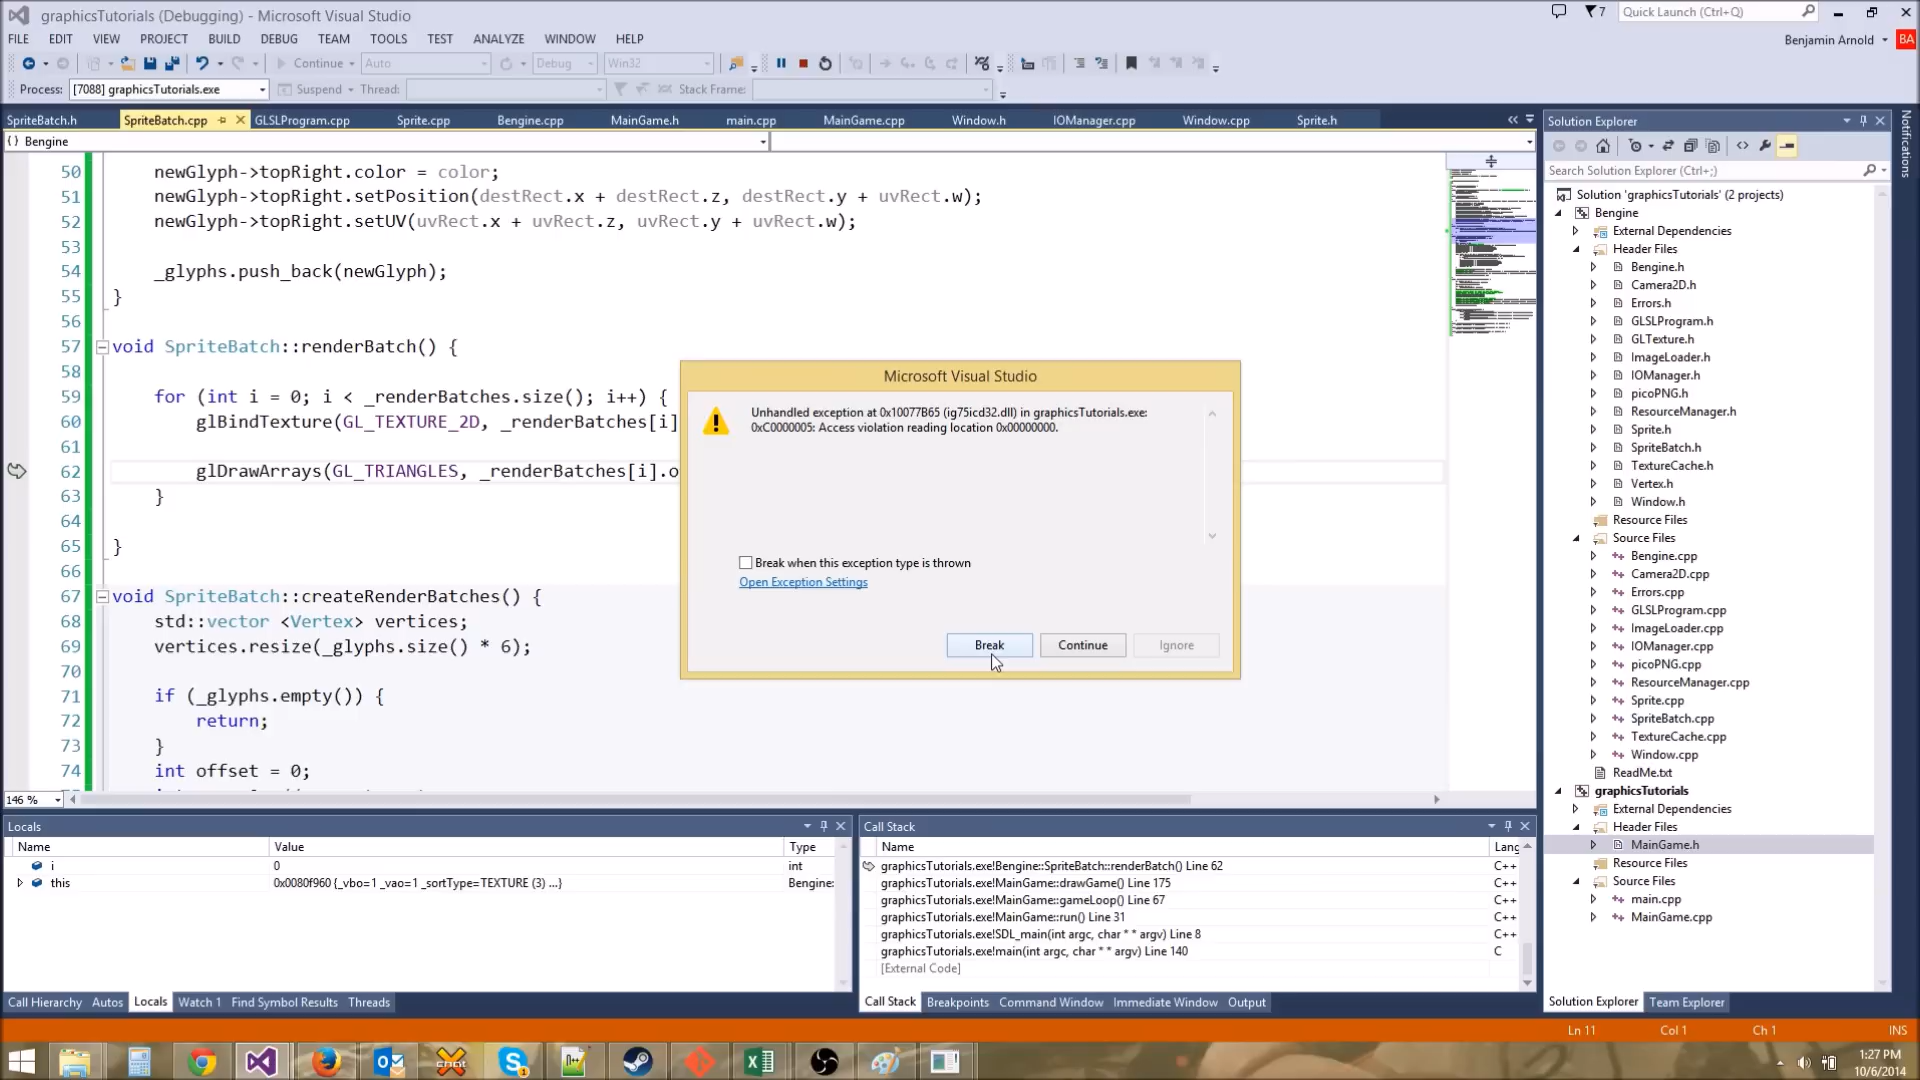 graphicsTutorials (Debugging) - Microsoft Visual Studio
7
Quick Launch (Ctrl+Q)
FILE EDIT VIEW PROJECT BUILD DEBUG TEAM TOOLS TEST ANALYZE WINDOW HELP
Benjamin Arnold BA
Continue Auto Debug Win32
Process: [7088] graphicsTutorials.exe Suspend Thread: Stack Frame:
SpriteBatch.h SpriteBatch.cpp GLSLProgram.cpp Sprite.cpp Bengine.cpp MainGame.h main.cpp MainGame.cpp Window.h IOManager.cpp Window.cpp Sprite.h
{ } Bengine
50 newGlyph->topRight.color = color;
51 newGlyph->topRight.setPosition(destRect.x + destRect.z, destRect.y + uvRect.w);
52 newGlyph->topRight.setUV(uvRect.x + uvRect.z, uvRect.y + uvRect.w);
53
54 _glyphs.push_back(newGlyph);
55 }
56
57 void SpriteBatch::renderBatch() {
58
59 for (int i = 0; i < _renderBatches.size(); i++) {
60 glBindTexture(GL_TEXTURE_2D, _renderBatches[i]
61
62 glDrawArrays(GL_TRIANGLES, _renderBatches[i].o
63 }
64
65 }
66
67 void SpriteBatch::createRenderBatches() {
68 std::vector <Vertex> vertices;
69 vertices.resize(_glyphs.size() * 6);
70
71 if (_glyphs.empty()) {
72 return;
73 }
74 int offset = 0;
146 %
Microsoft Visual Studio
Unhandled exception at 0x10077B65 (ig75icd32.dll) in graphicsTutorials.exe:
0xC0000005: Access violation reading location 0x00000000.
Break when this exception type is thrown
Open Exception Settings
Break Continue Ignore
Locals
Name Value Type
i 0 int
this 0x0080f960 {_vbo=1 _vao=1 _sortType=TEXTURE (3) ...} Bengine:
Call Hierarchy Autos Locals Watch 1 Find Symbol Results Threads
Call Stack
Name Lang
graphicsTutorials.exe!Bengine::SpriteBatch::renderBatch() Line 62 C++
graphicsTutorials.exe!MainGame::drawGame() Line 175 C++
graphicsTutorials.exe!MainGame::gameLoop() Line 67 C++
graphicsTutorials.exe!MainGame::run() Line 31 C++
graphicsTutorials.exe!SDL_main(int argc, char * * argv) Line 8 C++
graphicsTutorials.exe!main(int argc, char * * argv) Line 140 C
[External Code]
Call Stack Breakpoints Command Window Immediate Window Output
Solution Explorer
Search Solution Explorer (Ctrl+;)
Solution 'graphicsTutorials' (2 projects)
Bengine
External Dependencies
Header Files
Bengine.h
Camera2D.h
Errors.h
GLSLProgram.h
GLTexture.h
ImageLoader.h
IOManager.h
picoPNG.h
ResourceManager.h
Sprite.h
SpriteBatch.h
TextureCache.h
Vertex.h
Window.h
Resource Files
Source Files
Bengine.cpp
Camera2D.cpp
Errors.cpp
GLSLProgram.cpp
ImageLoader.cpp
IOManager.cpp
picoPNG.cpp
ResourceManager.cpp
Sprite.cpp
SpriteBatch.cpp
TextureCache.cpp
Window.cpp
ReadMe.txt
graphicsTutorials
External Dependencies
Header Files
MainGame.h
Resource Files
Source Files
main.cpp
MainGame.cpp
Solution Explorer Team Explorer
Notifications
Ln 11 Col 1 Ch 1 INS
1:27 PM
10/6/2014